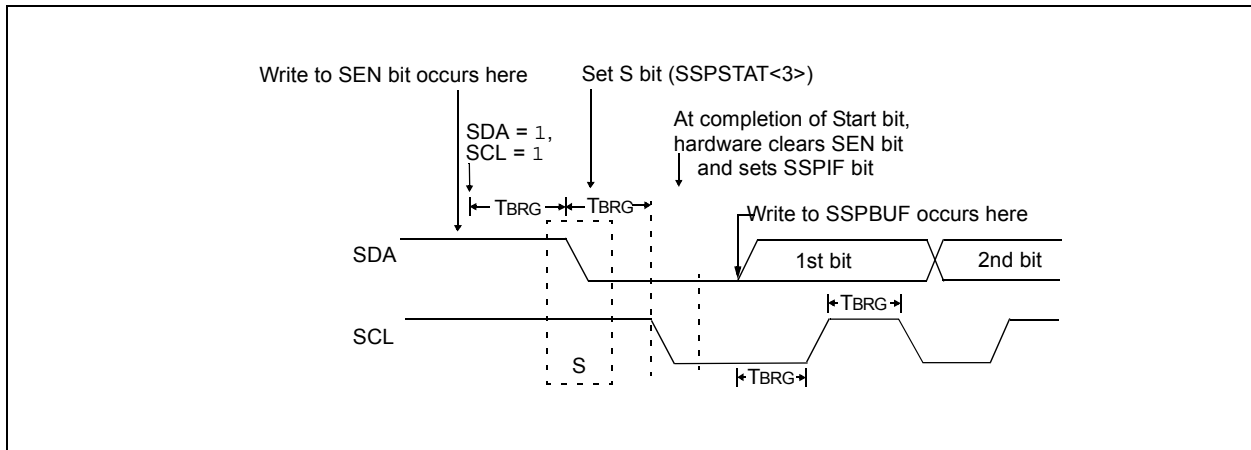 Write to SEN bit occurs here
Set S bit (SSPSTAT<3>)
SDA = 1,
SCL = 1
At completion of Start bit,
hardware clears SEN bit
and sets SSPIF bit
TBRG
TBRG
Write to SSPBUF occurs here
SDA
1st bit
2nd bit
TBRG
SCL
S
TBRG